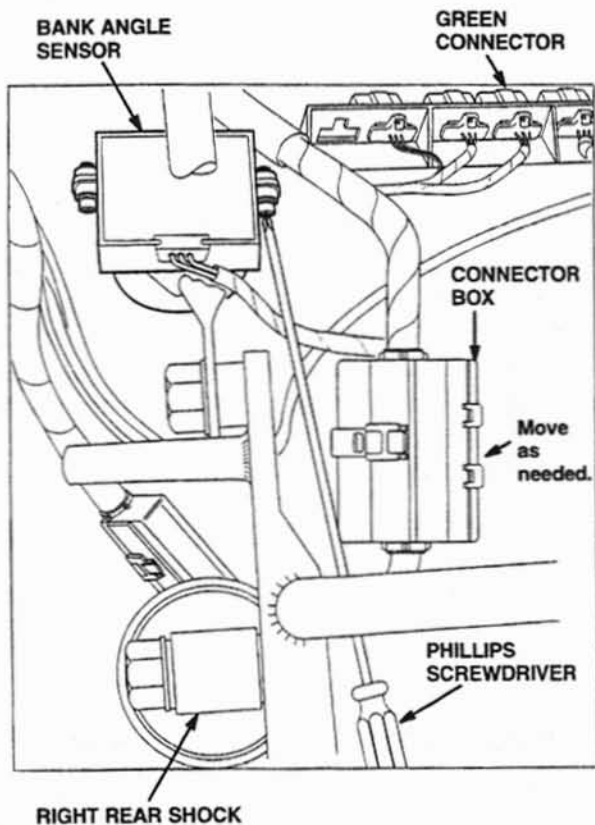 BANK ANGLE
SENSOR
GREEN
CONNECTOR
CONNECTOR
BOX
Move
as
needed.
PHILLIPS
SCREWDRIVER
RIGHT REAR SHOCK